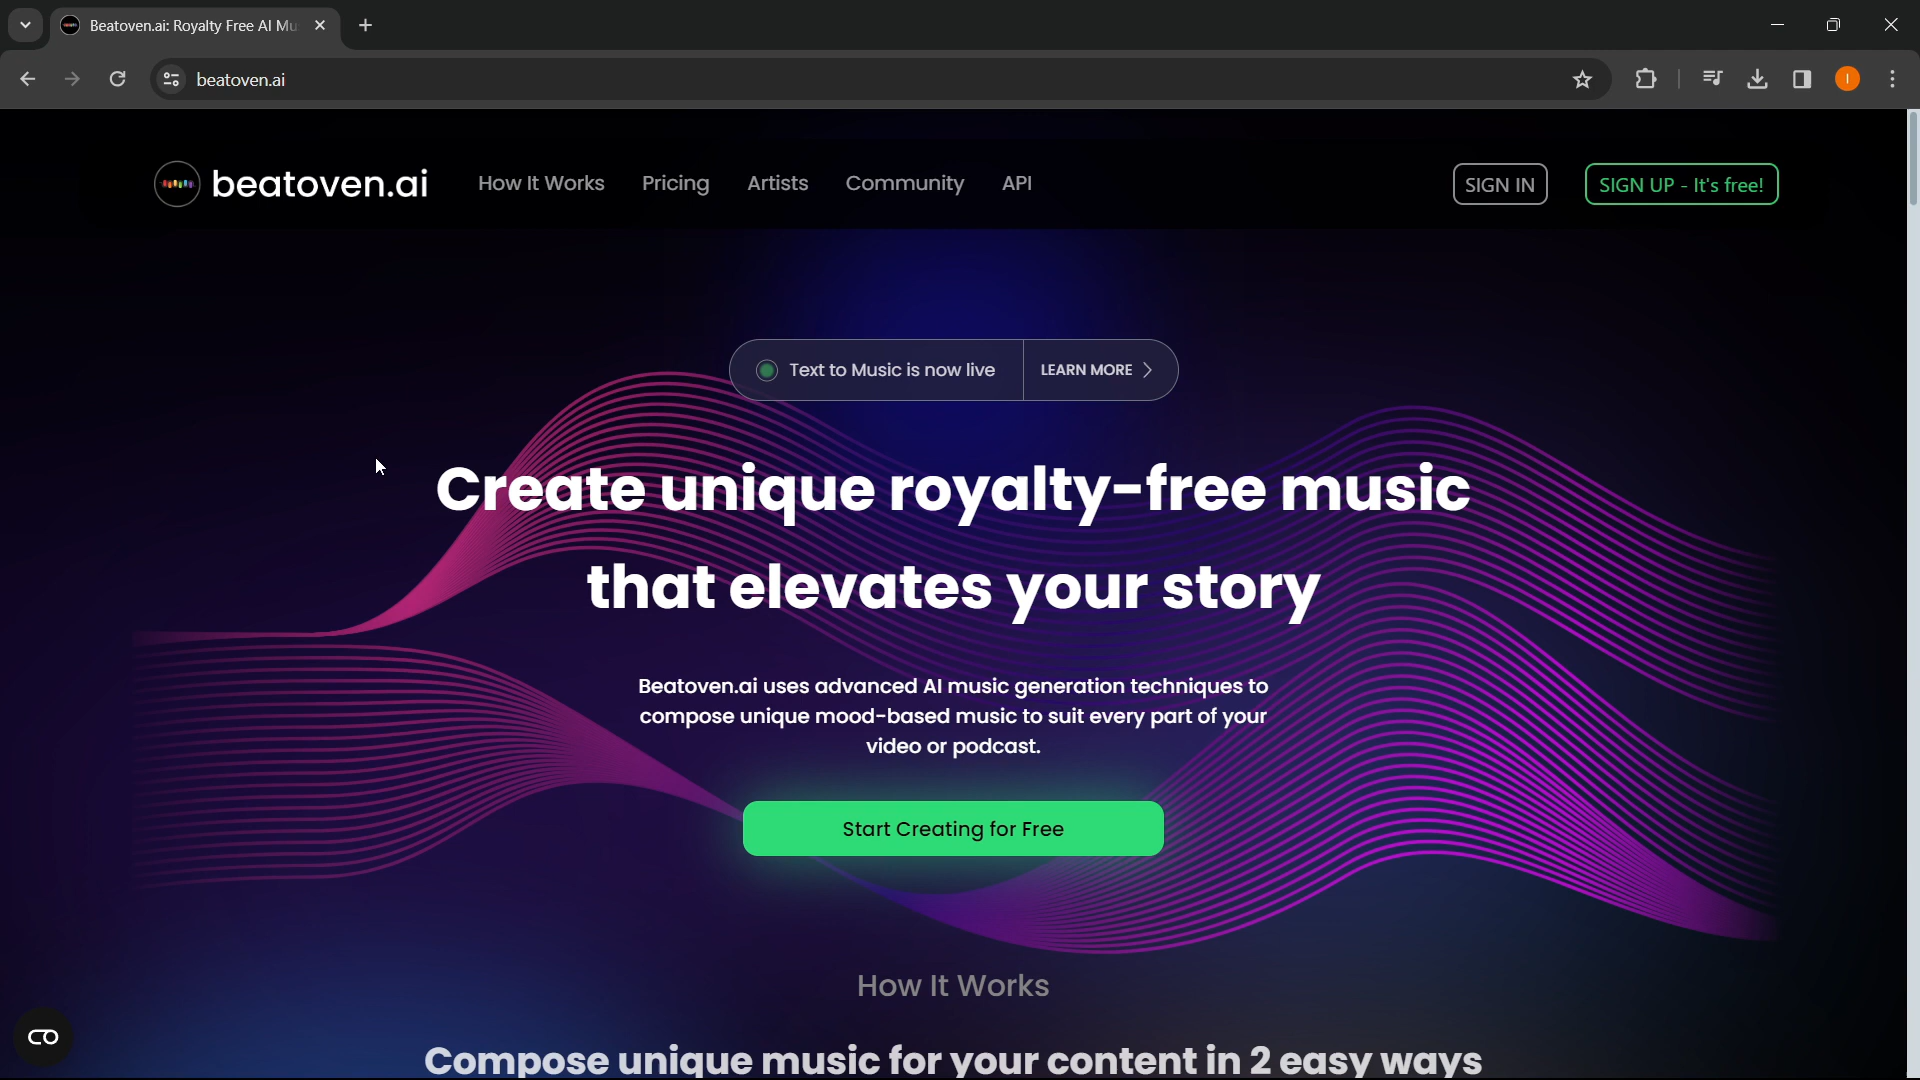 Beatoven.ai: Royalty Free AI Mu
beatoven.ai
I
beatoven.ai
How It Works
Pricing
Artists
Community
API
SIGN IN
SIGN UP - It's free!
Text to Music is now live
LEARN MORE
Create unique royalty-free music
that elevates your story
Beatoven.ai uses advanced AI music generation techniques to
compose unique mood-based music to suit every part of your
video or podcast.
Start Creating for Free
How It Works
Compose unique music for your content in 2 easy ways